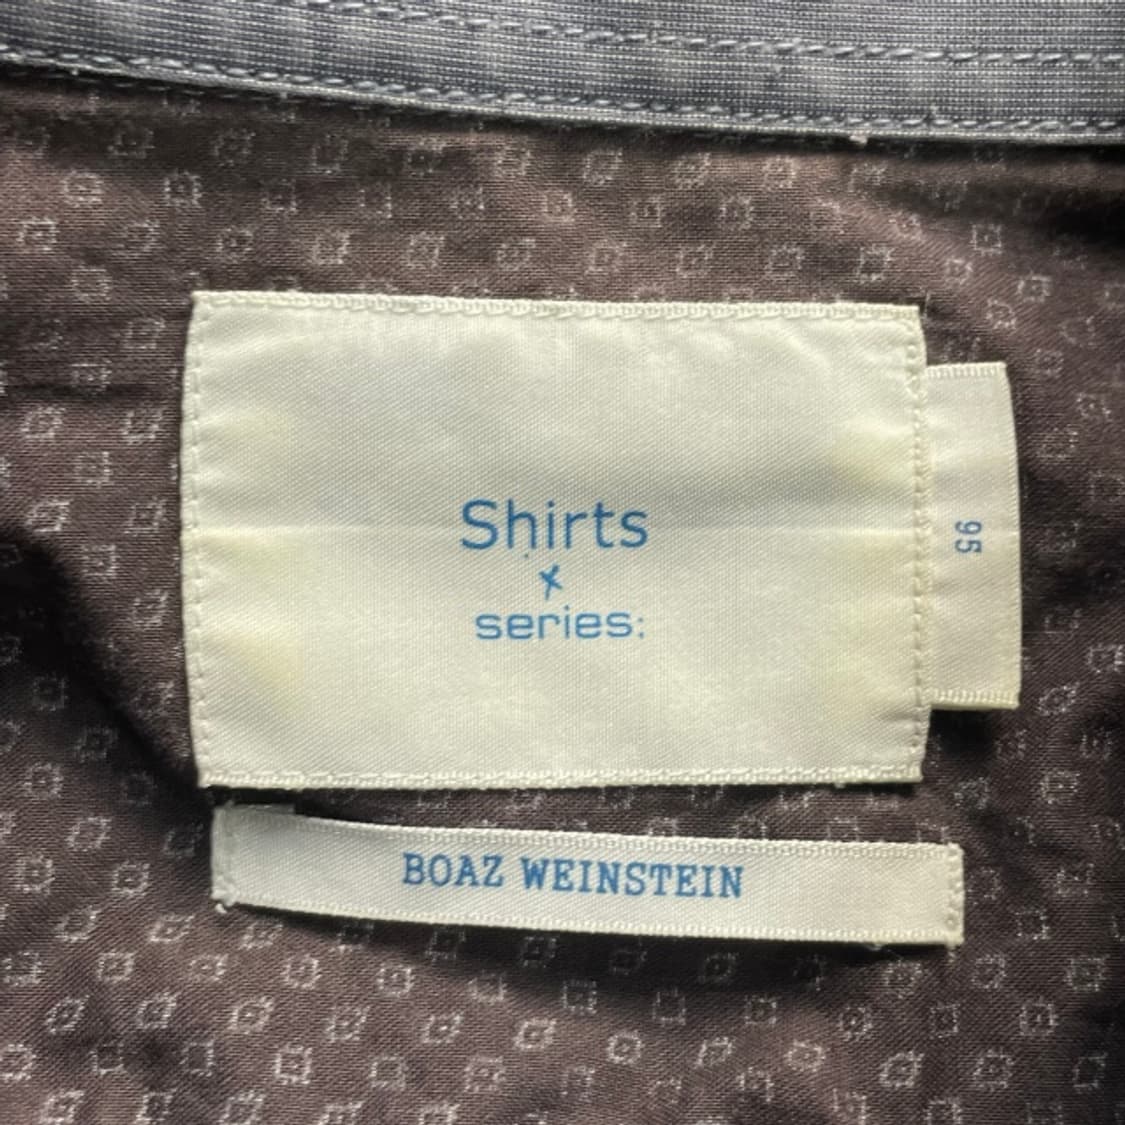 Shirts
x
series:
95
BOAZ WEINSTEIN